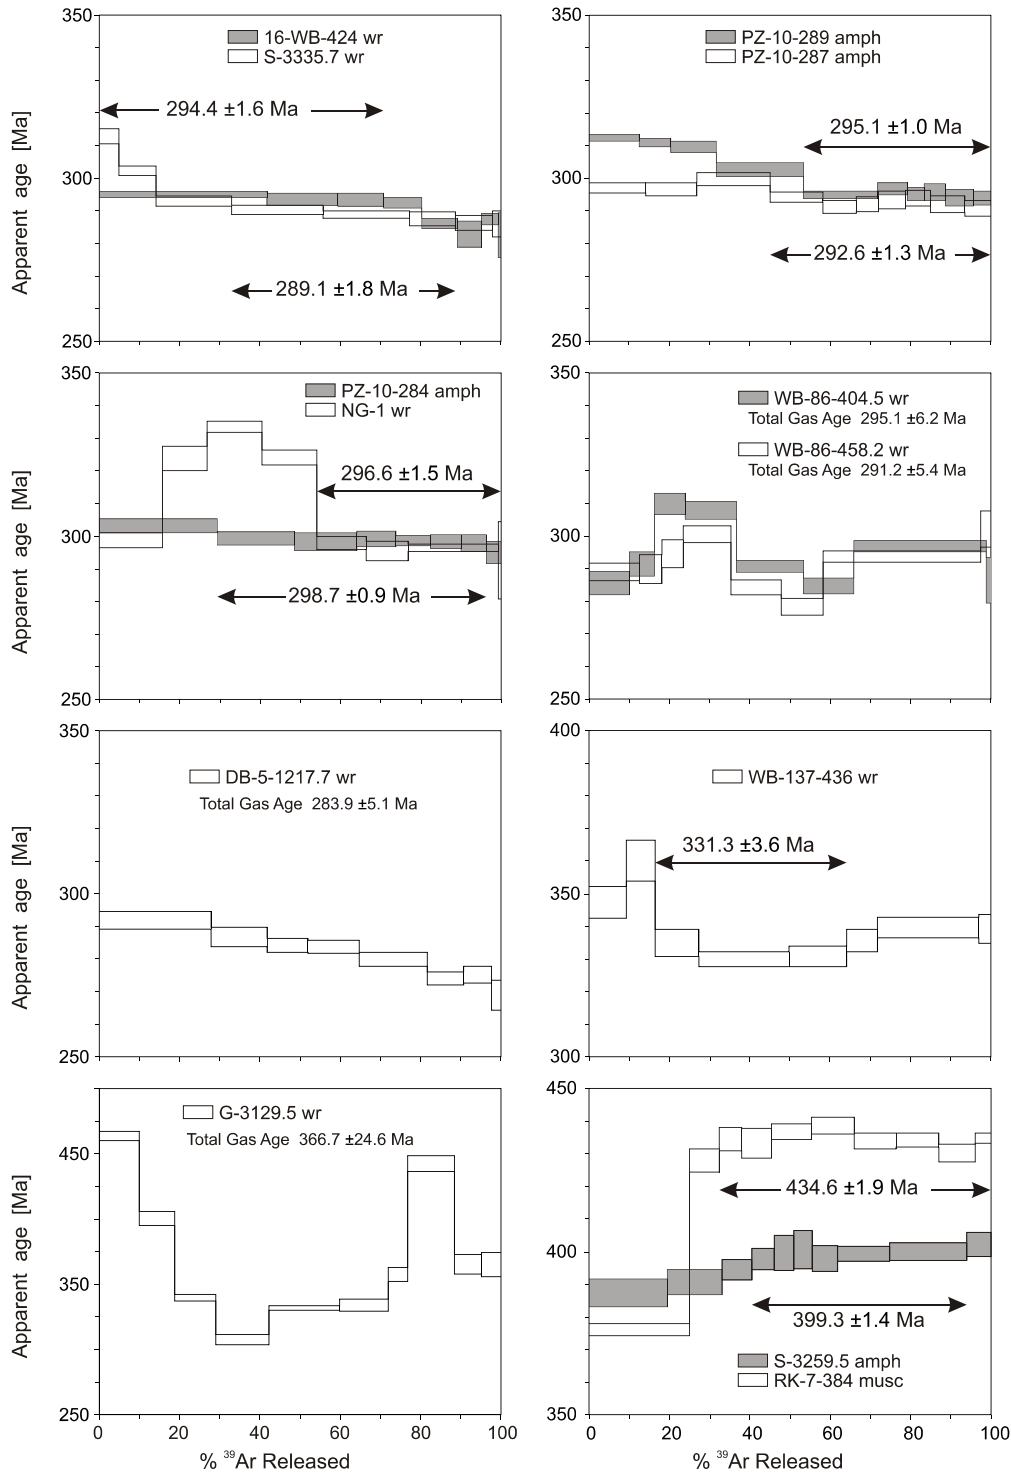 350
300
250
Apparent age [Ma]
16-WB-424 wr
S-3335.7 wr
294.4 ±1.6 Ma
289.1 ±1.8 Ma
350
300
250
PZ-10-289 amph
PZ-10-287 amph
295.1 ±1.0 Ma
292.6 ±1.3 Ma
350
300
250
Apparent age [Ma]
PZ-10-284 amph
NG-1 wr
296.6 ±1.5 Ma
298.7 ±0.9 Ma
350
300
250
WB-86-404.5 wr
Total Gas Age 295.1 ±6.2 Ma
WB-86-458.2 wr
Total Gas Age 291.2 ±5.4 Ma
350
300
250
Apparent age [Ma]
DB-5-1217.7 wr
Total Gas Age 283.9 ±5.1 Ma
400
350
300
WB-137-436 wr
331.3 ±3.6 Ma
450
350
250
Apparent age [Ma]
G-3129.5 wr
Total Gas Age 366.7 ±24.6 Ma
0 20 40 60 80 100
% ³⁹Ar Released
450
400
350
434.6 ±1.9 Ma
399.3 ±1.4 Ma
S-3259.5 amph
RK-7-384 musc
0 20 40 60 80 100
% ³⁹Ar Released